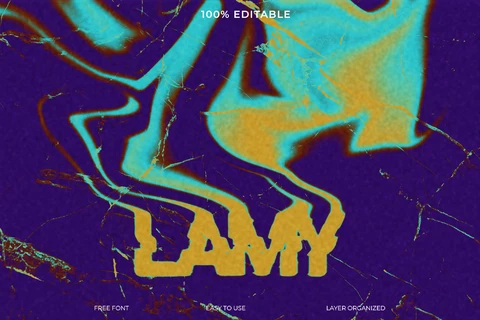 100% EDITABLE
LAMY
FREE FONT
EASY TO USE
LAYER ORGANIZED